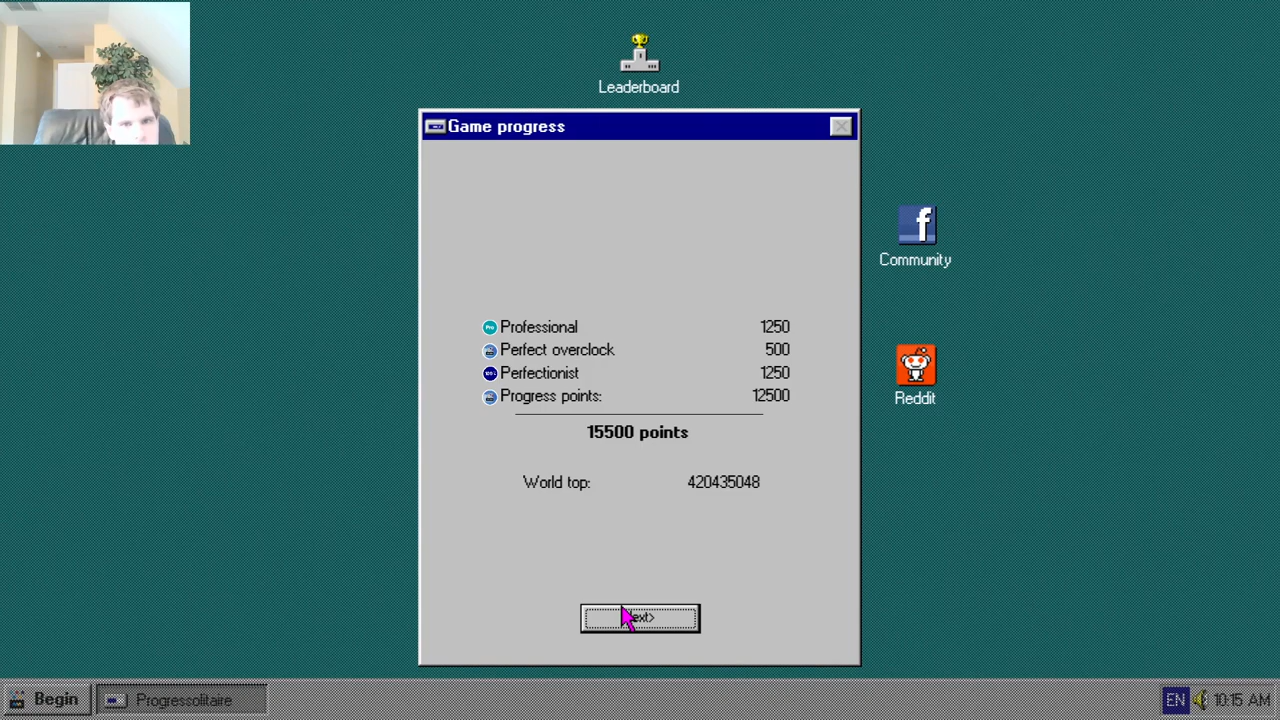 Leaderboard
Game progress
Community
Professional 1250
Perfect overclock 500
Perfectionist 1250
Progress points: 12500
15500 points
Reddit
World top: 420435048
Begin
Progressolitaire
EN
10:15 AM